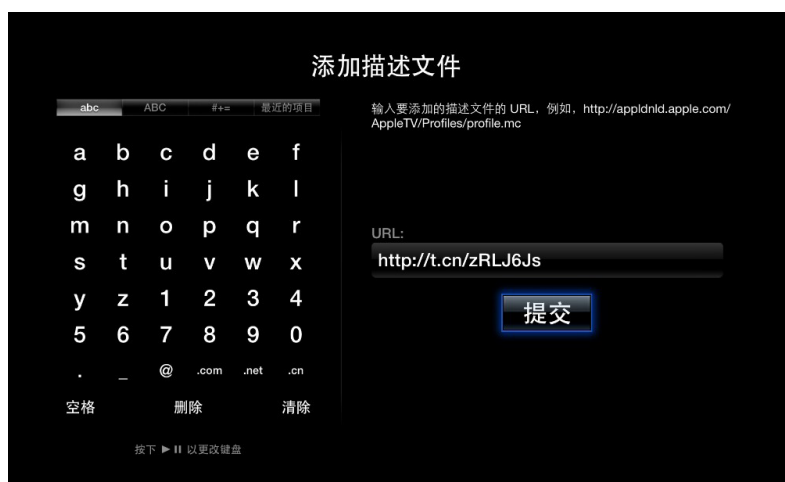 添加描述文件
abc ABC #+= 最近的项目
a b c d e f
g h i j k l
m n o p q r
s t u v w x
y z 1 2 3 4
5 6 7 8 9 0
. _ @ .com .net .cn
空格 删除 清除
按下 ▶ II 以更改键盘
输入要添加的描述文件的 URL，例如，http://appldnld.apple.com/
AppleTV/Profiles/profile.mc
URL:
http://t.cn/zRLJ6Js
提交